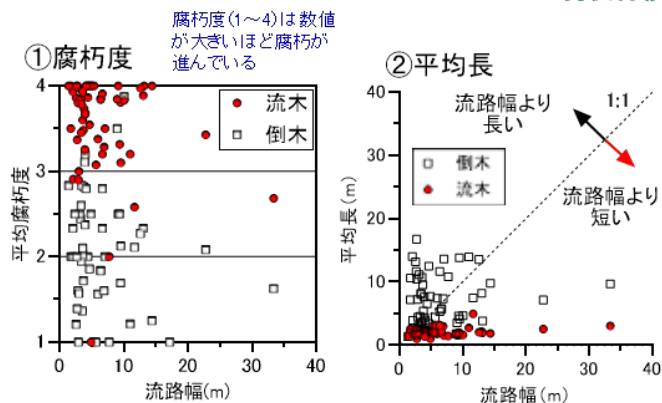 腐朽度(1～4)は数値
が大きいほど腐朽が
進んでいる
①腐朽度
流木
倒木
4
3
2
1
平均腐朽度
0
10
20
30
40
流路幅(m)
②平均長
流路幅より
長い
1:1
倒木
流木
流路幅より
短い
40
30
20
10
0
平均長(m)
0
10
20
30
40
流路幅(m)